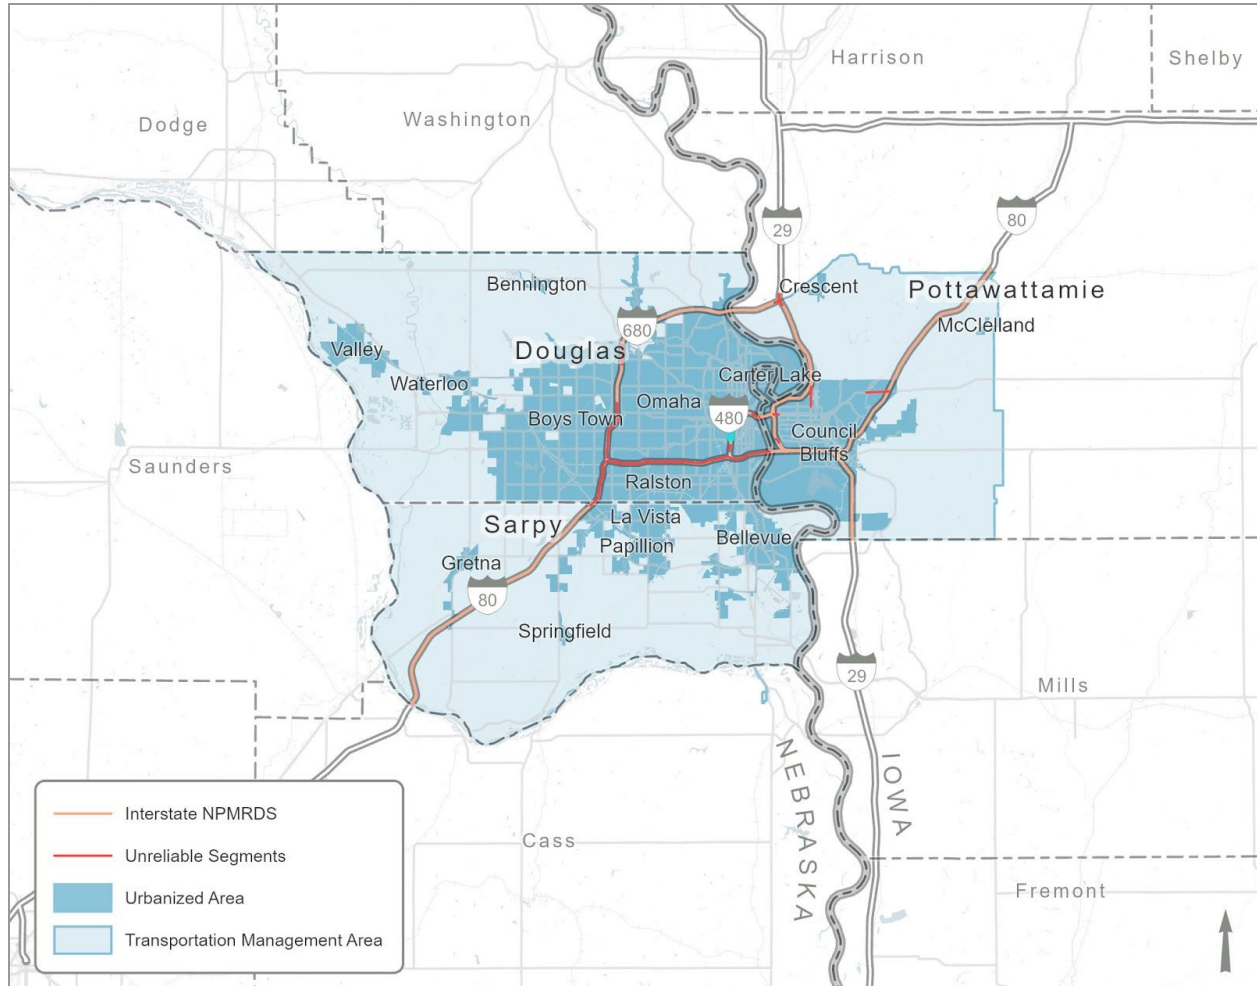 Harrison
Shelby
Dodge
Washington
80
29
Bennington
Crescent
Pottawattamie
McClelland
680
Douglas
Valley
Waterloo
Carter Lake
Omaha
480
Boys Town
Council
Bluffs
Saunders
Ralston
Sarpy
La Vista
Papillion
Bellevue
Gretna
80
Springfield
29
Mills
NEBRASKA
IOWA
Cass
Fremont
Interstate NPMRDS
Unreliable Segments
Urbanized Area
Transportation Management Area